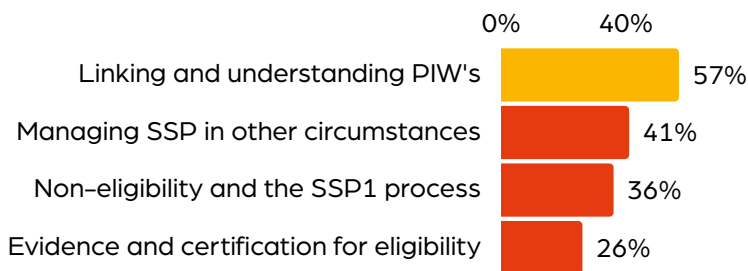 0% 40%
Linking and understanding PIW's 57%
Managing SSP in other circumstances 41%
Non-eligibility and the SSP1 process 36%
Evidence and certification for eligibility 26%